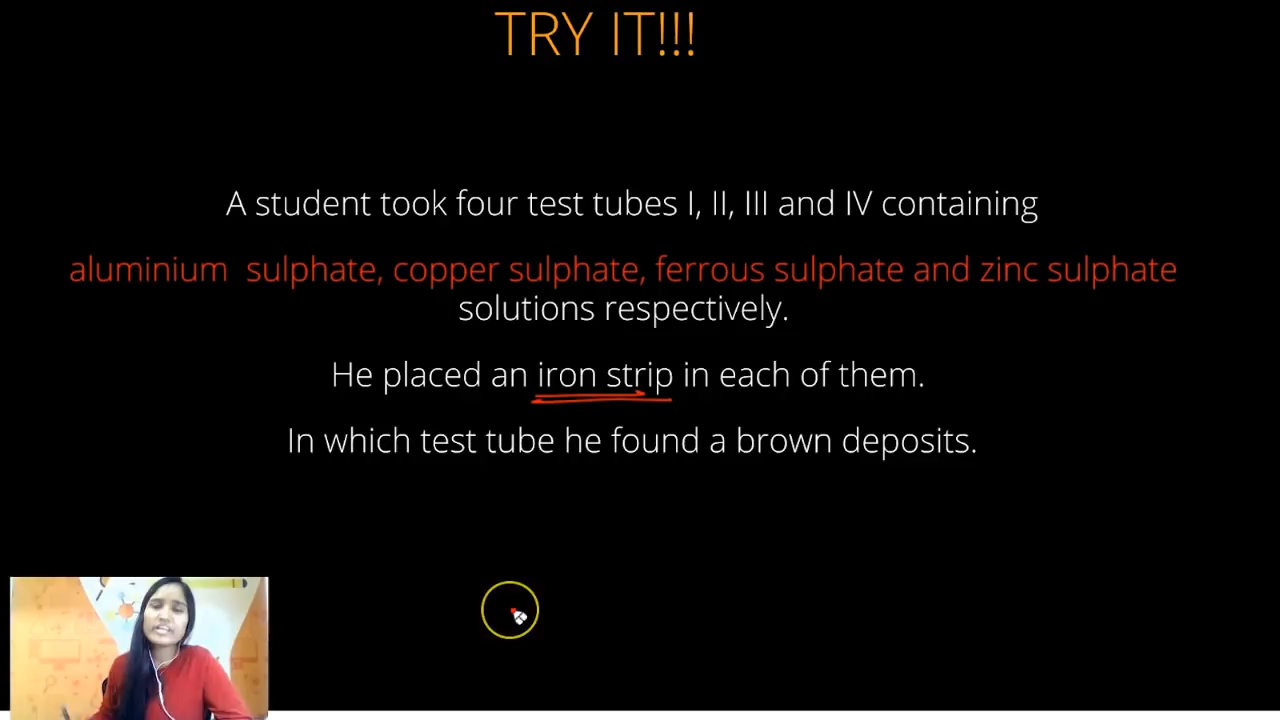 TRY IT!!!
A student took four test tubes I, II, III and IV containing
aluminium sulphate, copper sulphate, ferrous sulphate and zinc sulphate
solutions respectively.
He placed an iron strip in each of them.
In which test tube he found a brown deposits.